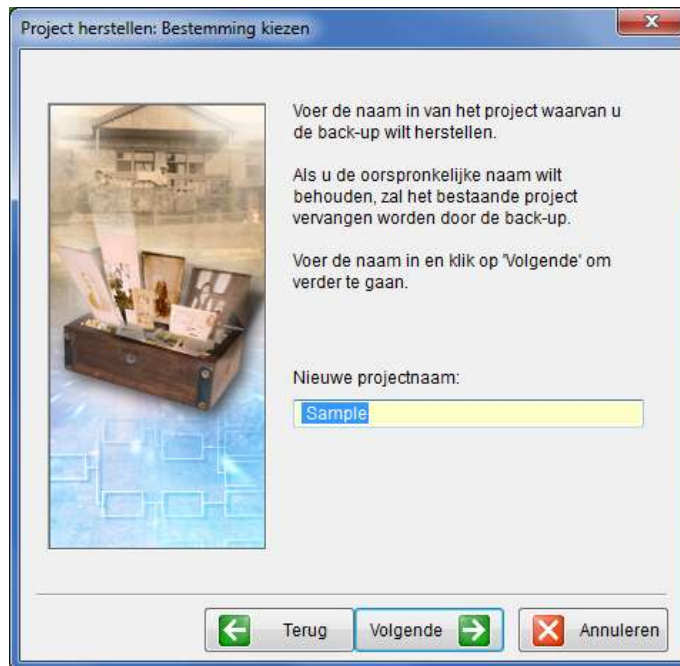 Project herstellen: Bestemming kiezen
Voer de naam in van het project waarvan u
de back-up wilt herstellen.
Als u de oorspronkelijke naam wilt
behouden, zal het bestaande project
vervangen worden door de back-up.
Voer de naam in en klik op 'Volgende' om
verder te gaan.
Nieuwe projectnaam:
Sample
Terug
Volgende
Annuleren